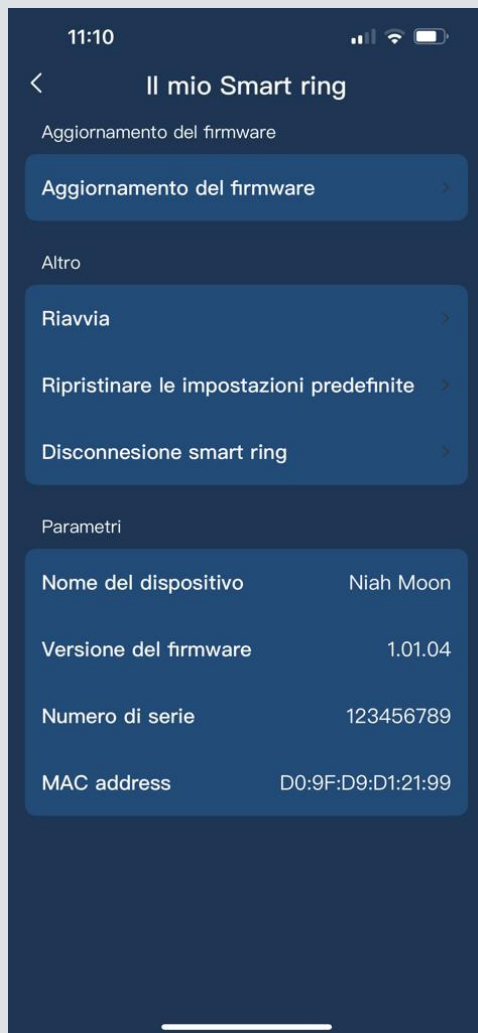 11:10
Il mio Smart ring
Aggiornamento del firmware
Aggiornamento del firmware
Altro
Riavvia
Ripristinare le impostazioni predefinite
Disconnesione smart ring
Parametri
Nome del dispositivo Niah Moon
Versione del firmware 1.01.04
Numero di serie 123456789
MAC address D0:9F:D9:D1:21:99